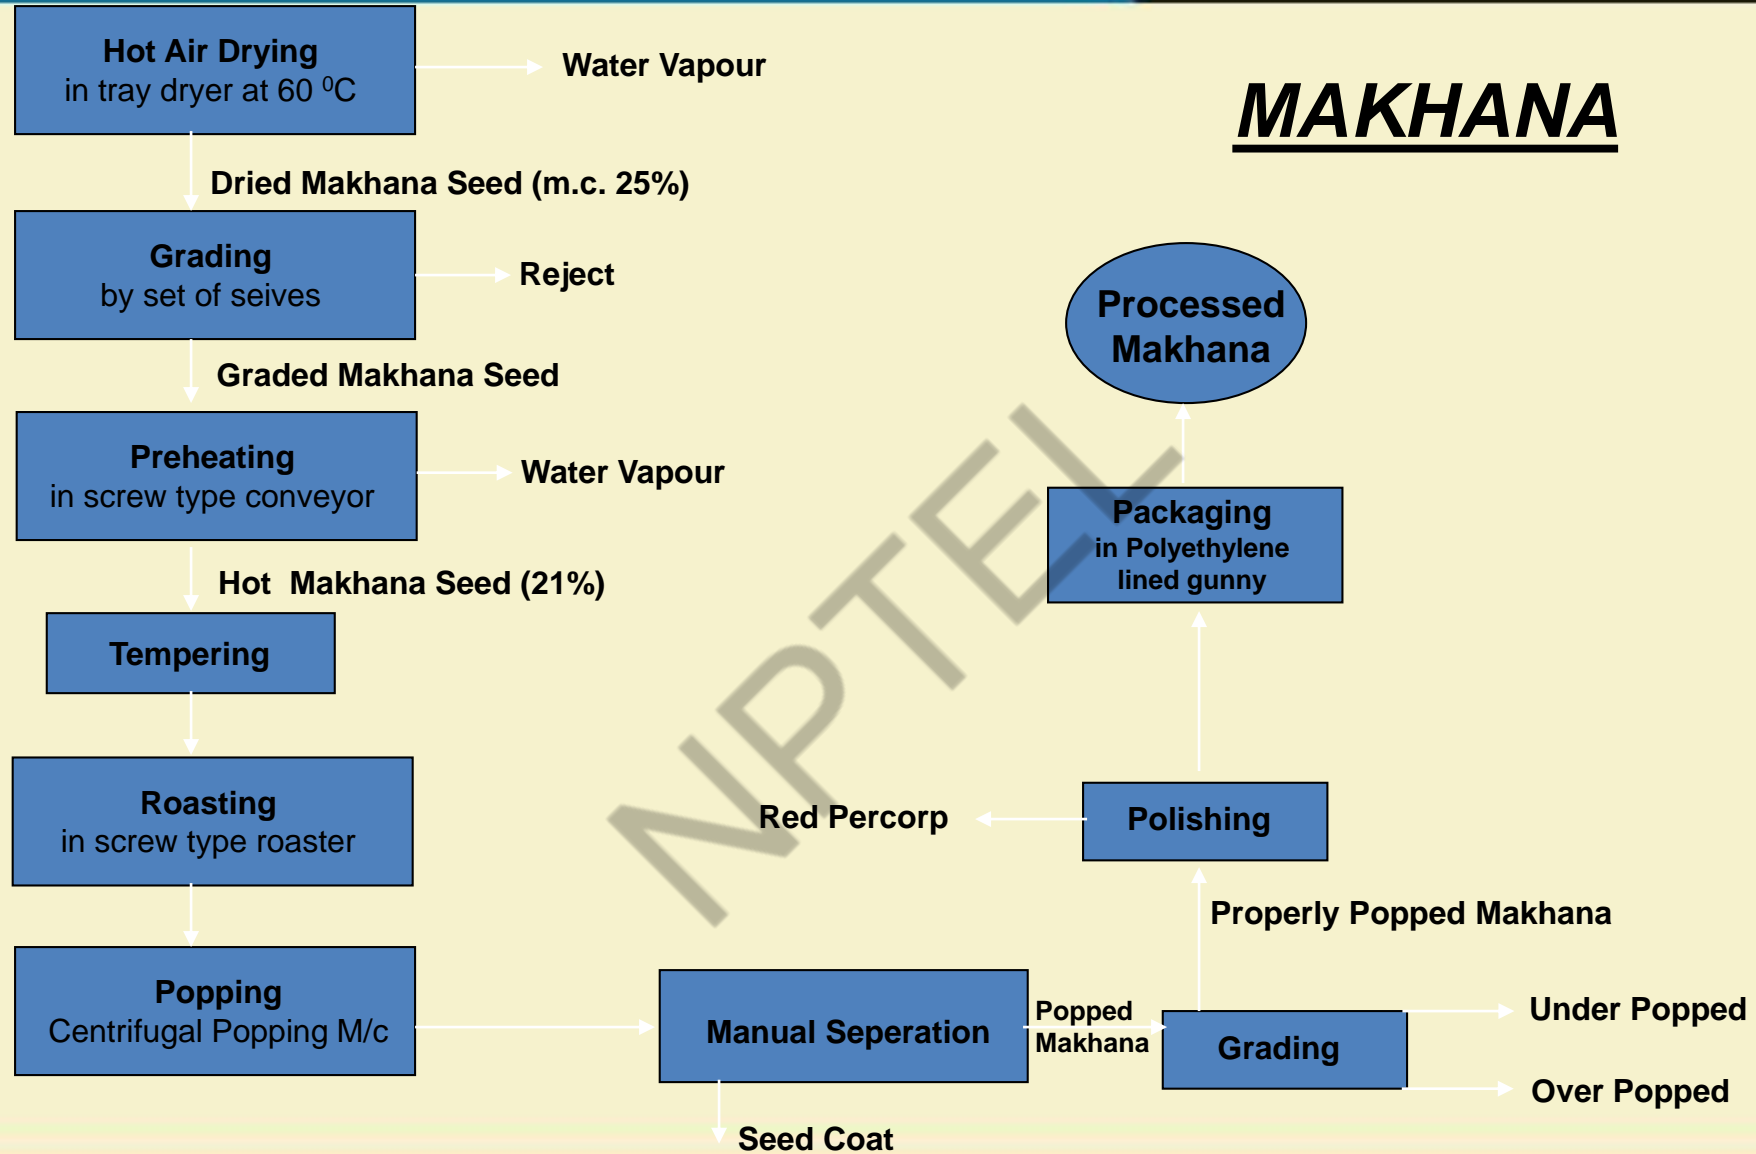 MAKHANA
Hot Air Drying
in tray dryer at 60 ⁰C
Water Vapour
Dried Makhana Seed (m.c. 25%)
Grading
by set of seives
Reject
Graded Makhana Seed
Preheating
in screw type conveyor
Water Vapour
Hot Makhana Seed (21%)
Tempering
Roasting
in screw type roaster
Popping
Centrifugal Popping M/c
Manual Seperation
Seed Coat
Popped
Makhana
Grading
Under Popped
Over Popped
Properly Popped Makhana
Polishing
Red Percorp
Packaging
in Polyethylene
lined gunny
Processed
Makhana
NPTEL